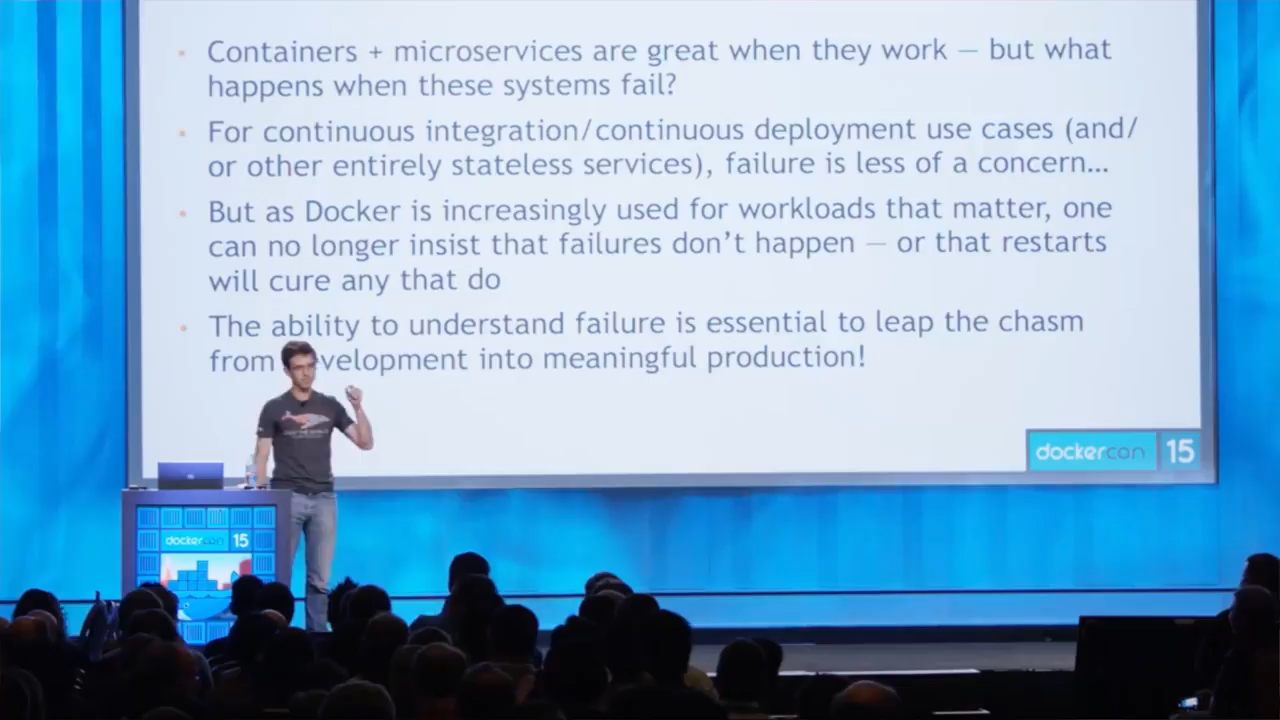 Containers + microservices are great when they work — but what
happens when these systems fail?
For continuous integration/continuous deployment use cases (and/
or other entirely stateless services), failure is less of a concern…
But as Docker is increasingly used for workloads that matter, one
can no longer insist that failures don't happen — or that restarts
will cure any that do
The ability to understand failure is essential to leap the chasm
from velopment into meaningful production!
dockercon 15
dockercon 15